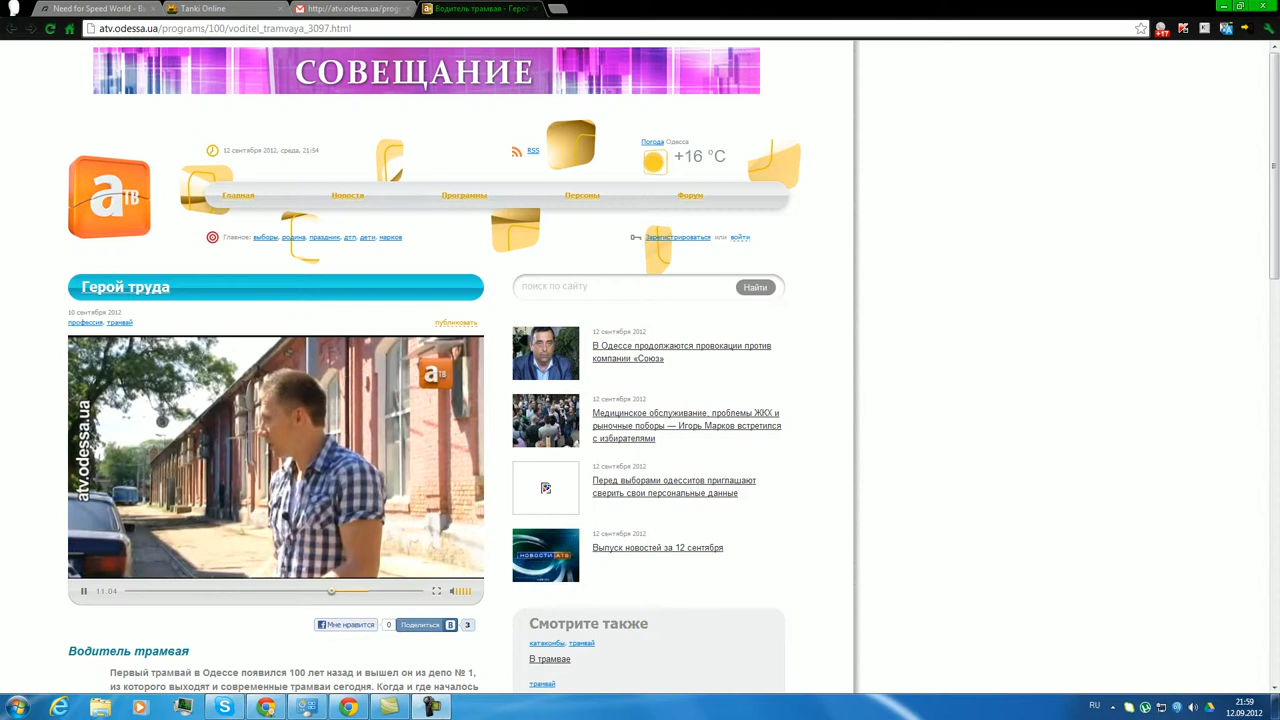 Need for Speed World - Вы
Tanki Online
http://atv.odessa.ua/progr
Водитель трамвая - Геро
atv.odessa.ua/programs/100/voditel_tramvaya_3097.html
+17
СОВЕЩАНИЕ
12 сентября 2012, среда, 21:54
RSS
Погода Одесса
+16 °C
а тв
Главная
Новости
Программы
Персоны
Форум
Главное: выборы, родина, праздник, дтп, дети, марков
Зарегистрироваться или войти
Герой труда
поиск по сайту
Найти
10 сентября 2012
профессия, трамвай
публиковать
atv.odessa.ua
а тв
11:04
Мне нравится
0
Поделиться
B
3
Водитель трамвая
Первый трамвай в Одессе появился 100 лет назад и вышел он из депо № 1,
из которого выходят и современные трамваи сегодня. Когда и где началось
12 сентября 2012
В Одессе продолжаются провокации против
компании «Союз»
12 сентября 2012
Медицинское обслуживание, проблемы ЖКХ и
рыночные поборы — Игорь Марков встретился
с избирателями
12 сентября 2012
Перед выборами одесситов приглашают
сверить свои персональные данные
12 сентября 2012
Выпуск новостей за 12 сентября
НОВОСТИ АТВ
Смотрите также
катакомбы, трамвай
В трамвае
трамвай
RU
21:59
12.09.2012